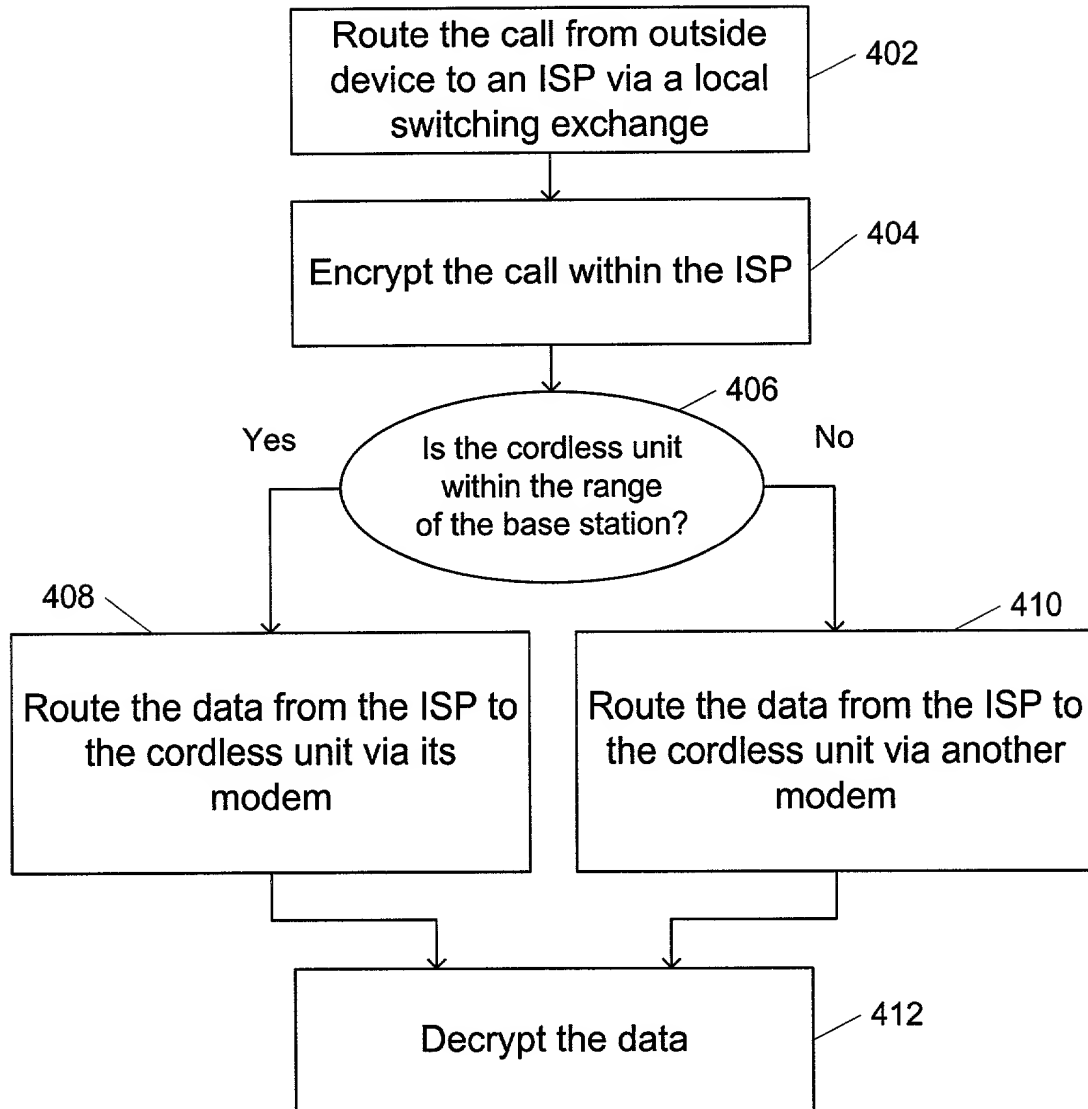 Route the call from outside
device to an ISP via a local
switching exchange
402
Encrypt the call within the ISP
404
406
Yes
Is the cordless unit
within the range
of the base station?
No
408
Route the data from the ISP to
the cordless unit via its
modem
410
Route the data from the ISP to
the cordless unit via another
modem
Decrypt the data
412